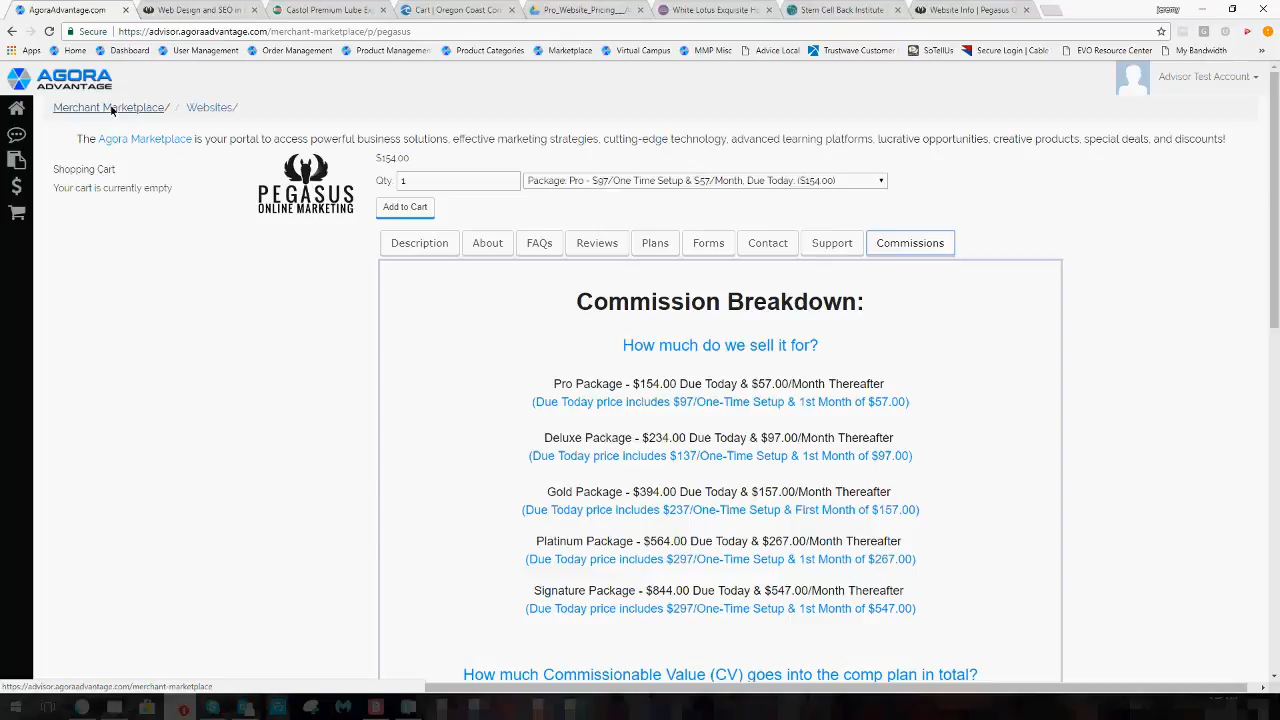 AgoraAdvantage.com
Web Design and SEO in
Castrol Premium Lube Ex
Cart | Oregon Coast Com
Pro_Website_Pricing__/A
White Lotus Exquisite Hu
Stem Cell Back Institute
Website Info | Pegasus O
Jeremy
Secure | https://advisor.agoraadvantage.com/merchant-marketplace/p/pegasus
Apps Home Dashboard User Management Order Management Product Categories Marketplace Virtual Campus MMP Misc Advice Local Trustwave Customer SoTellUs Secure Login | Cable EVO Resource Center My Bandwidth
AGORA
ADVANTAGE
Advisor Test Account
Merchant Marketplace/ / Websites/
The Agora Marketplace is your portal to access powerful business solutions, effective marketing strategies, cutting-edge technology, advanced learning platforms, lucrative opportunities, creative products, special deals, and discounts!
Shopping Cart
Your cart is currently empty
PEGASUS
ONLINE MARKETING
$154.00
Qty 1 Package: Pro - $97/One Time Setup & $57/Month, Due Today. ($154.00)
Add to Cart
Description About FAQs Reviews Plans Forms Contact Support Commissions
Commission Breakdown:
How much do we sell it for?
Pro Package - $154.00 Due Today & $57.00/Month Thereafter
(Due Today price includes $97/One-Time Setup & 1st Month of $57.00)
Deluxe Package - $234.00 Due Today & $97.00/Month Thereafter
(Due Today price includes $137/One-Time Setup & 1st Month of $97.00)
Gold Package - $394.00 Due Today & $157.00/Month Thereafter
(Due Today price includes $237/One-Time Setup & First Month of $157.00)
Platinum Package - $564.00 Due Today & $267.00/Month Thereafter
(Due Today price includes $297/One-Time Setup & 1st Month of $267.00)
Signature Package - $844.00 Due Today & $547.00/Month Thereafter
(Due Today price includes $297/One-Time Setup & 1st Month of $547.00)
How much Commissionable Value (CV) goes into the comp plan in total?
https://advisor.agoraadvantage.com/merchant-marketplace